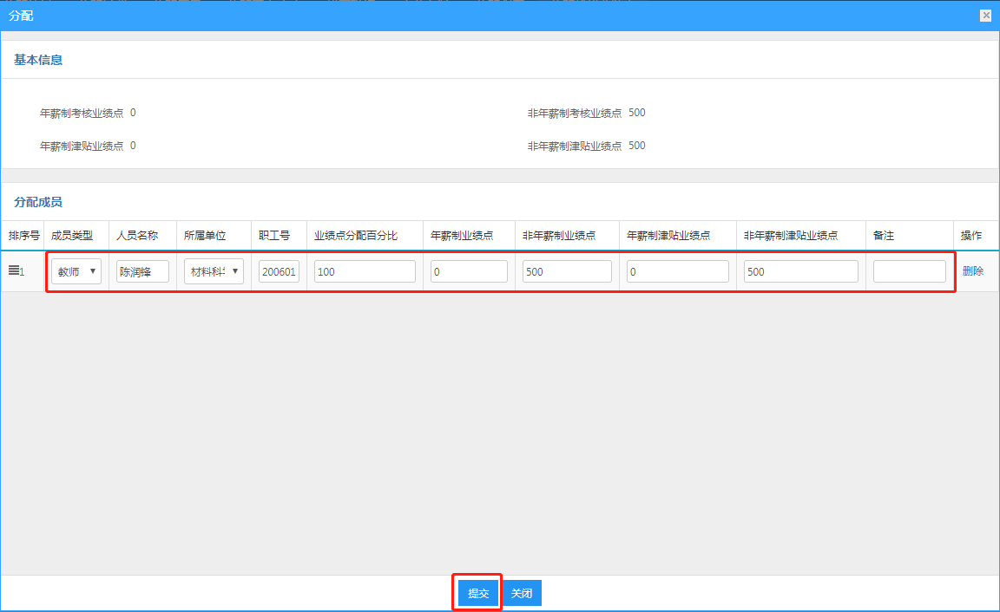 分配
基本信息
年薪制考核业绩点 0 非年薪制考核业绩点 500
年薪制津贴业绩点 0 非年薪制津贴业绩点 500
分配成员
排序号 成员类型 人员名称 所属单位 职工号 业绩点分配百分比 年薪制业绩点 非年薪制业绩点 年薪制津贴业绩点 非年薪制津贴业绩点 备注 操作
1 教师 陈润锋 材料科 200601 100 0 500 0 500 删除
提交 关闭